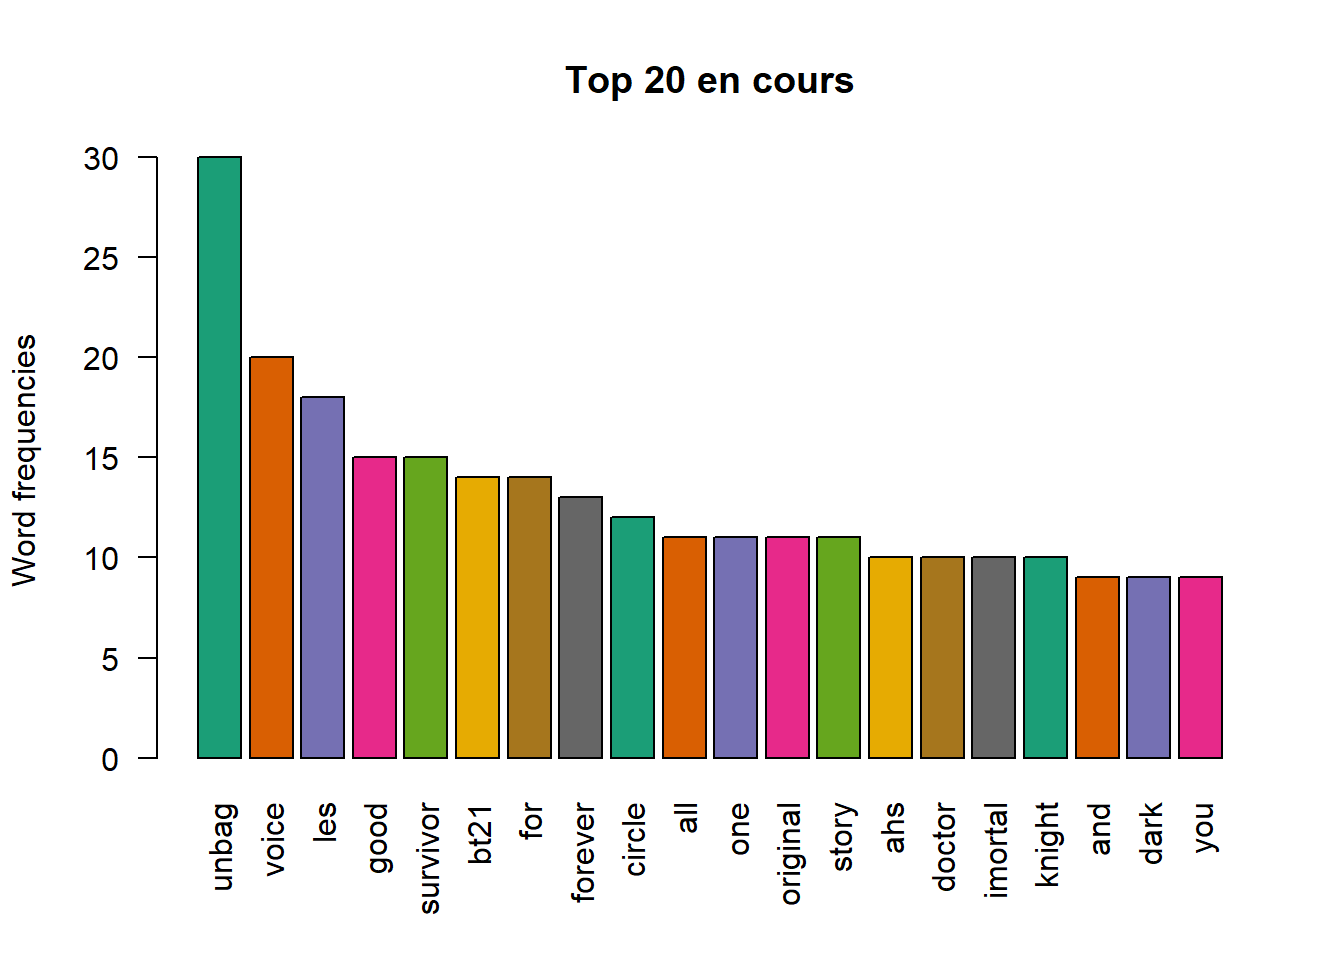 Top 20 en cours
Word frequencies
30
25
20
15
10
5
0
unbag
voice
les
good
survivor
bt21
for
forever
circle
all
one
original
story
ahs
doctor
imortal
knight
and
dark
you